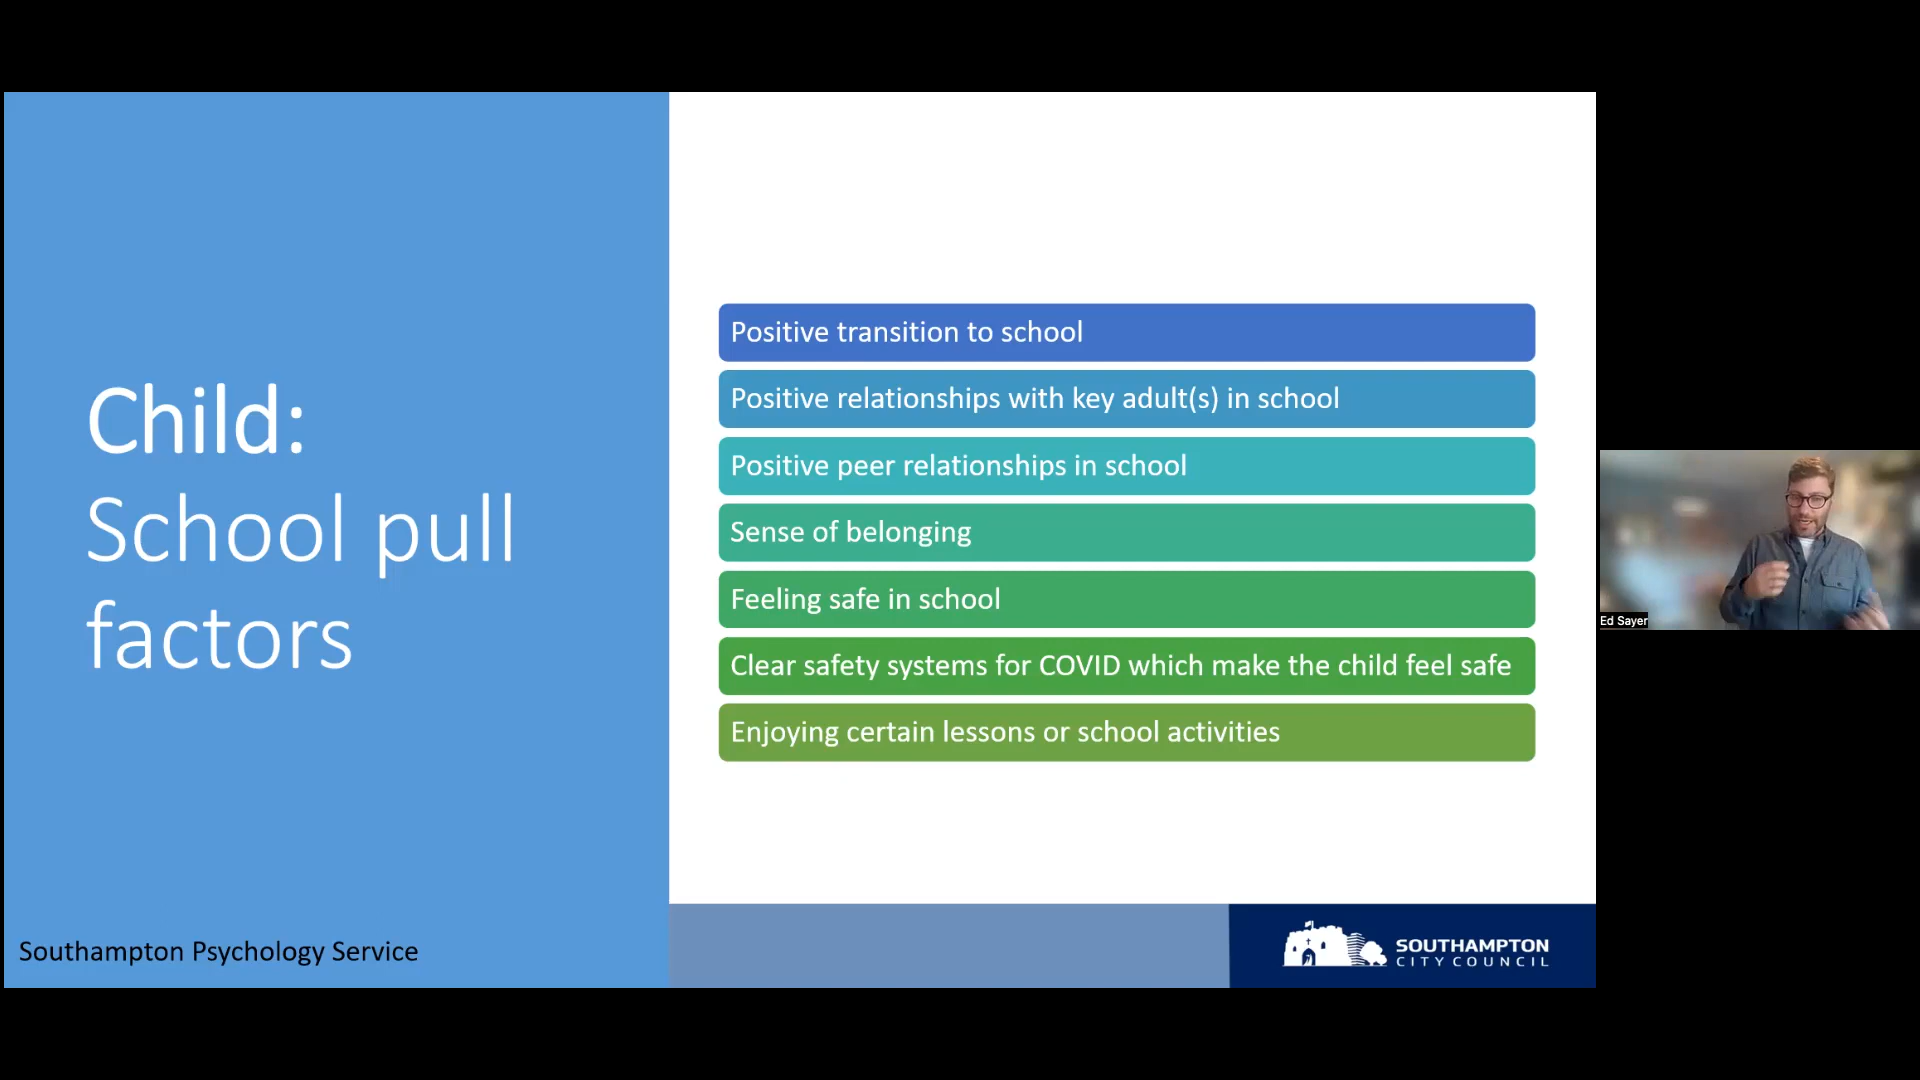 Child:
School pull
factors
Southampton Psychology Service
Positive transition to school
Positive relationships with key adult(s) in school
Positive peer relationships in school
Sense of belonging
Feeling safe in school
Clear safety systems for COVID which make the child feel safe
Enjoying certain lessons or school activities
SOUTHAMPTON
CITY COUNCIL
Ed Sayer